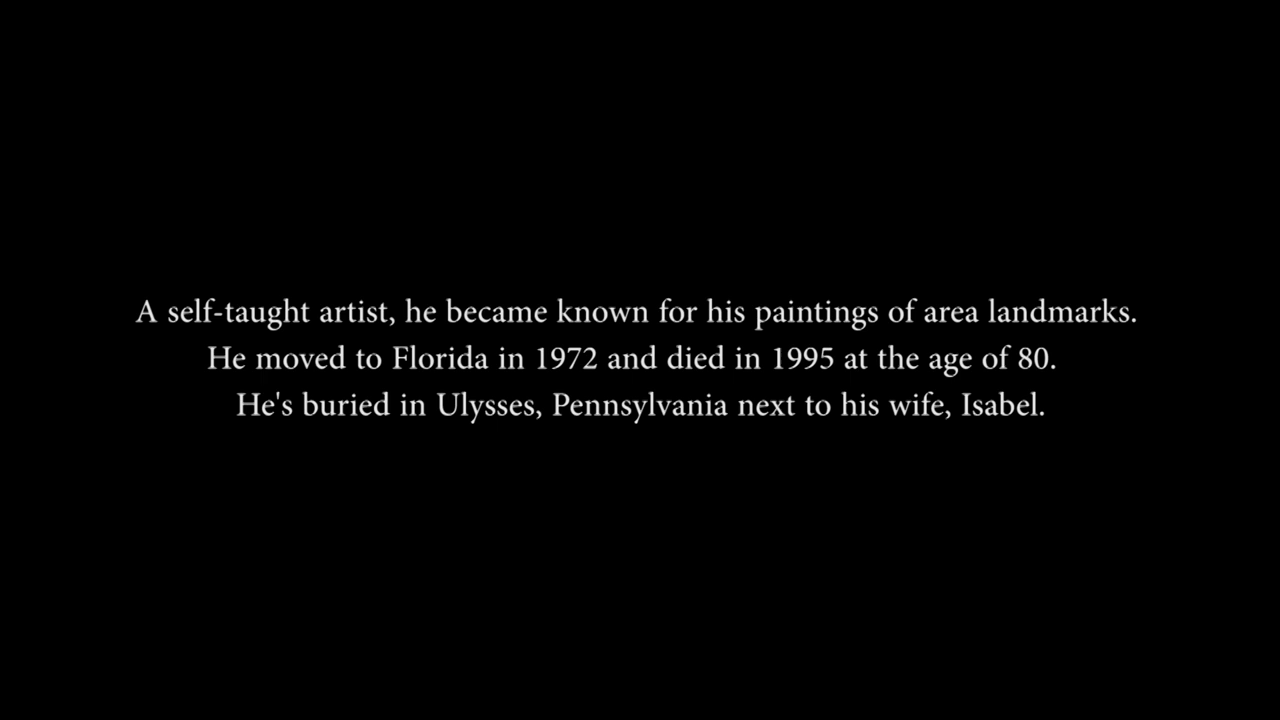 A self-taught artist, he became known for his paintings of area landmarks.
He moved to Florida in 1972 and died in 1995 at the age of 80.
He's buried in Ulysses, Pennsylvania next to his wife, Isabel.